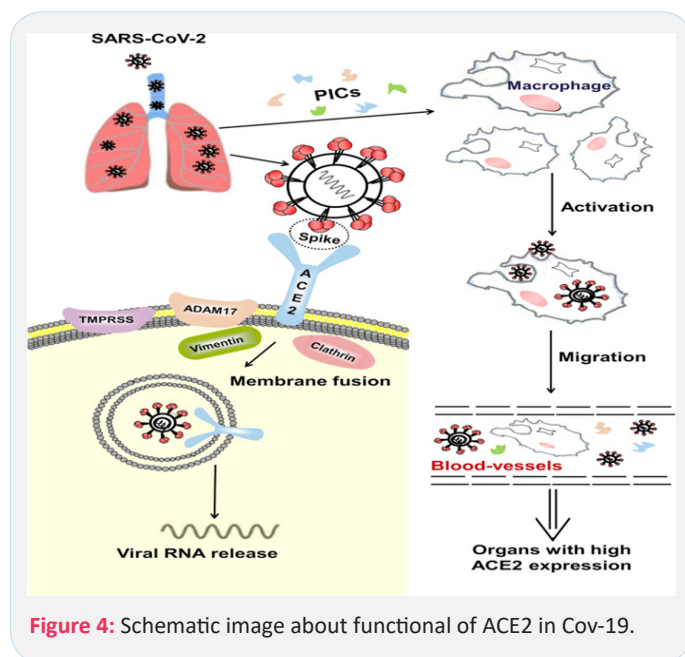 SARS-CoV-2
PICs
Macrophage
Activation
Spike
ACE2
TMPRSS
ADAM17
Vimentin
Clathrin
Membrane fusion
Viral RNA release
Migration
Blood-vessels
Organs with high
ACE2 expression
Figure 4: Schematic image about functional of ACE2 in Cov-19.